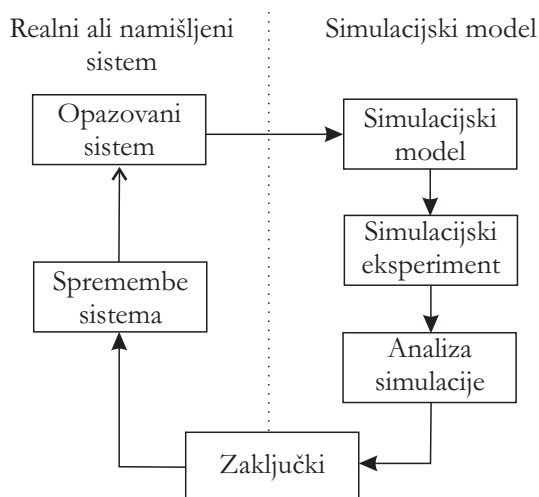 Realni ali namišljeni
sistem
Simulacijski model
Opazovani
sistem
Simulacijski
model
Simulacijski
eksperiment
Spremembe
sistema
Analiza
simulacije
Zaključki